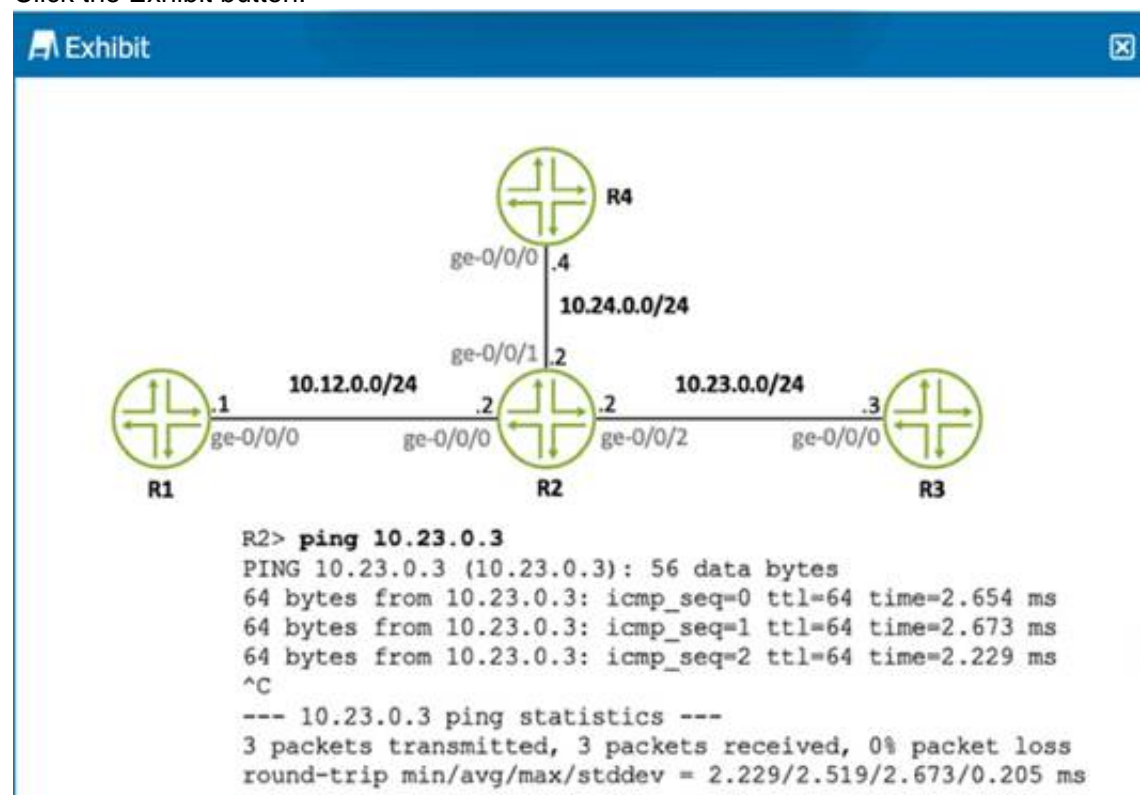 Click the Exhibit button.
Exhibit
R4
ge-0/0/0 .4
10.24.0.0/24
ge-0/0/1 .2
10.12.0.0/24 10.23.0.0/24
.1 .2 .2 .3
ge-0/0/0 ge-0/0/0 ge-0/0/2 ge-0/0/0
R1 R2 R3
R2> ping 10.23.0.3
PING 10.23.0.3 (10.23.0.3): 56 data bytes
64 bytes from 10.23.0.3: icmp_seq=0 ttl=64 time=2.654 ms
64 bytes from 10.23.0.3: icmp_seq=1 ttl=64 time=2.673 ms
64 bytes from 10.23.0.3: icmp_seq=2 ttl=64 time=2.229 ms
^C
--- 10.23.0.3 ping statistics ---
3 packets transmitted, 3 packets received, 0% packet loss
round-trip min/avg/max/stddev = 2.229/2.519/2.673/0.205 ms